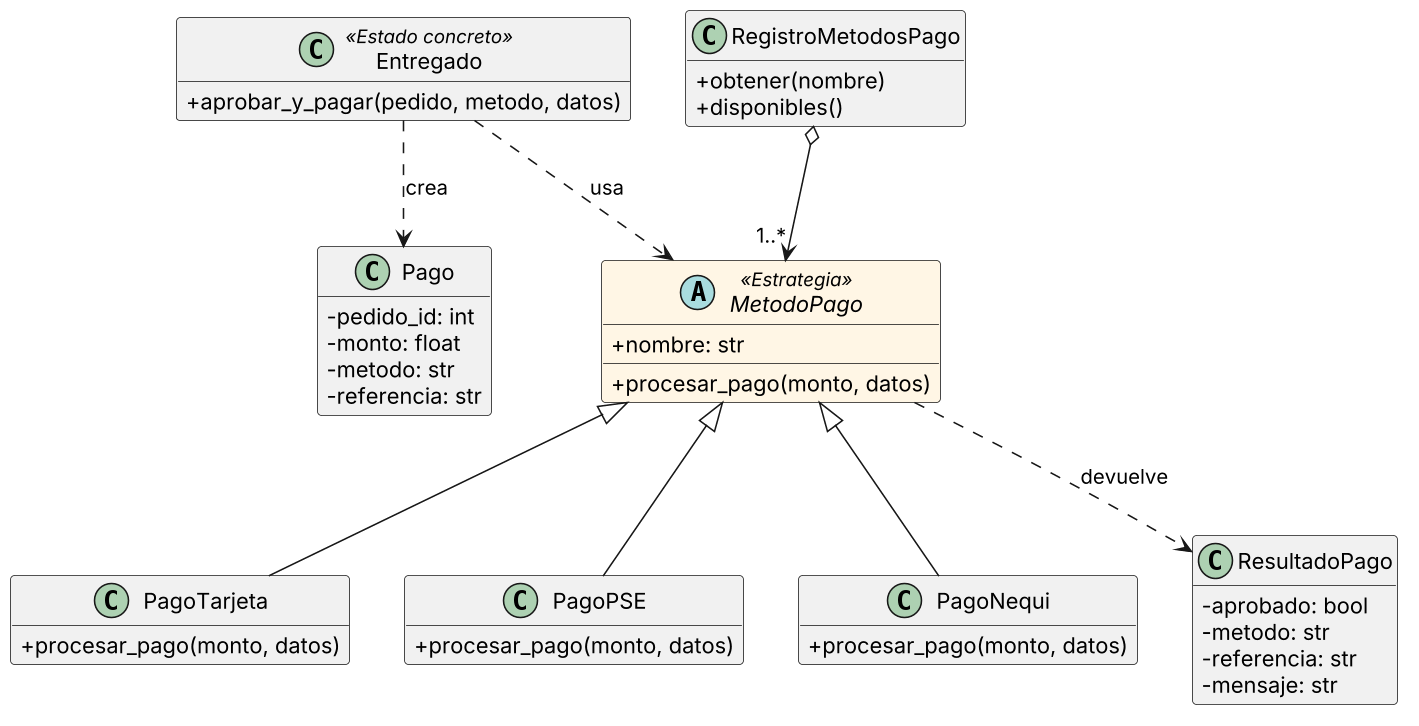 C «Estado concreto»
Entregado
+aprobar_y_pagar(pedido, metodo, datos)
C RegistroMetodosPago
+obtener(nombre)
+disponibles()
crea
usa
1..*
C Pago
-pedido_id: int
-monto: float
-metodo: str
-referencia: str
A «Estrategia»
MetodoPago
+nombre: str
+procesar_pago(monto, datos)
devuelve
C PagoTarjeta
+procesar_pago(monto, datos)
C PagoPSE
+procesar_pago(monto, datos)
C PagoNequi
+procesar_pago(monto, datos)
C ResultadoPago
-aprobado: bool
-metodo: str
-referencia: str
-mensaje: str